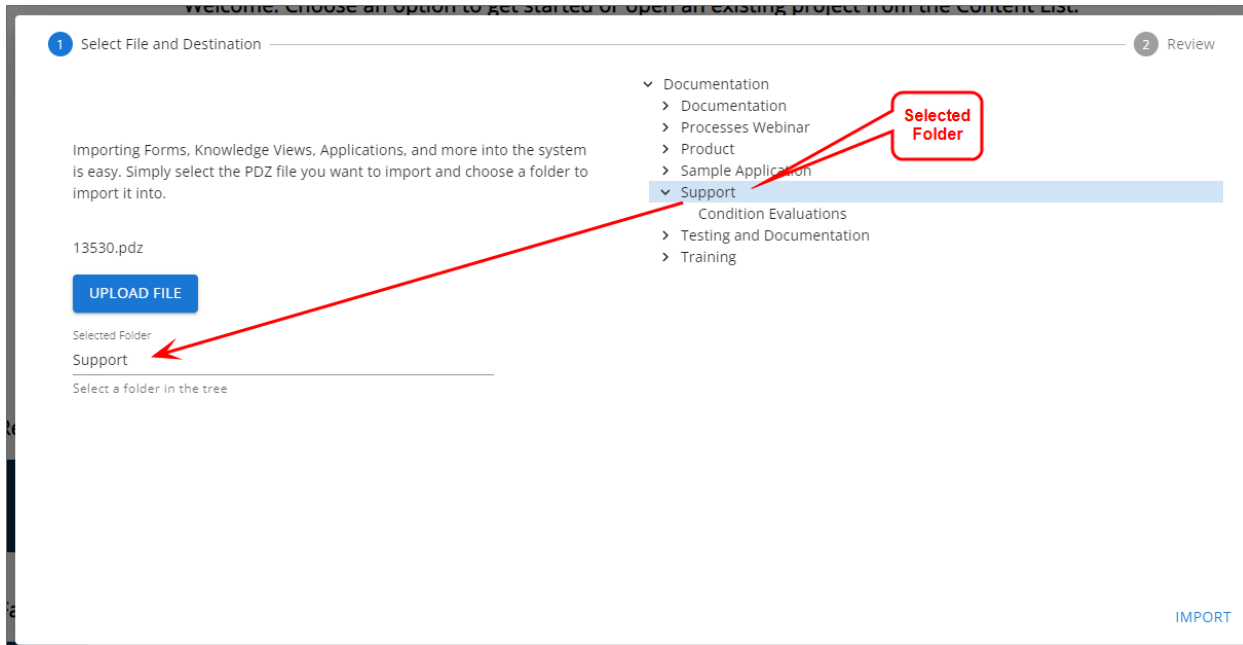 Welcome. Choose an option to get started or open an existing project from the Content List.
1 Select File and Destination
2 Review
Importing Forms, Knowledge Views, Applications, and more into the system
is easy. Simply select the PDZ file you want to import and choose a folder to
import it into.
13530.pdz
UPLOAD FILE
Selected Folder
Support
Select a folder in the tree
Documentation
Documentation
Processes Webinar
Product
Sample Application
Support
Condition Evaluations
Testing and Documentation
Training
Selected
Folder
IMPORT